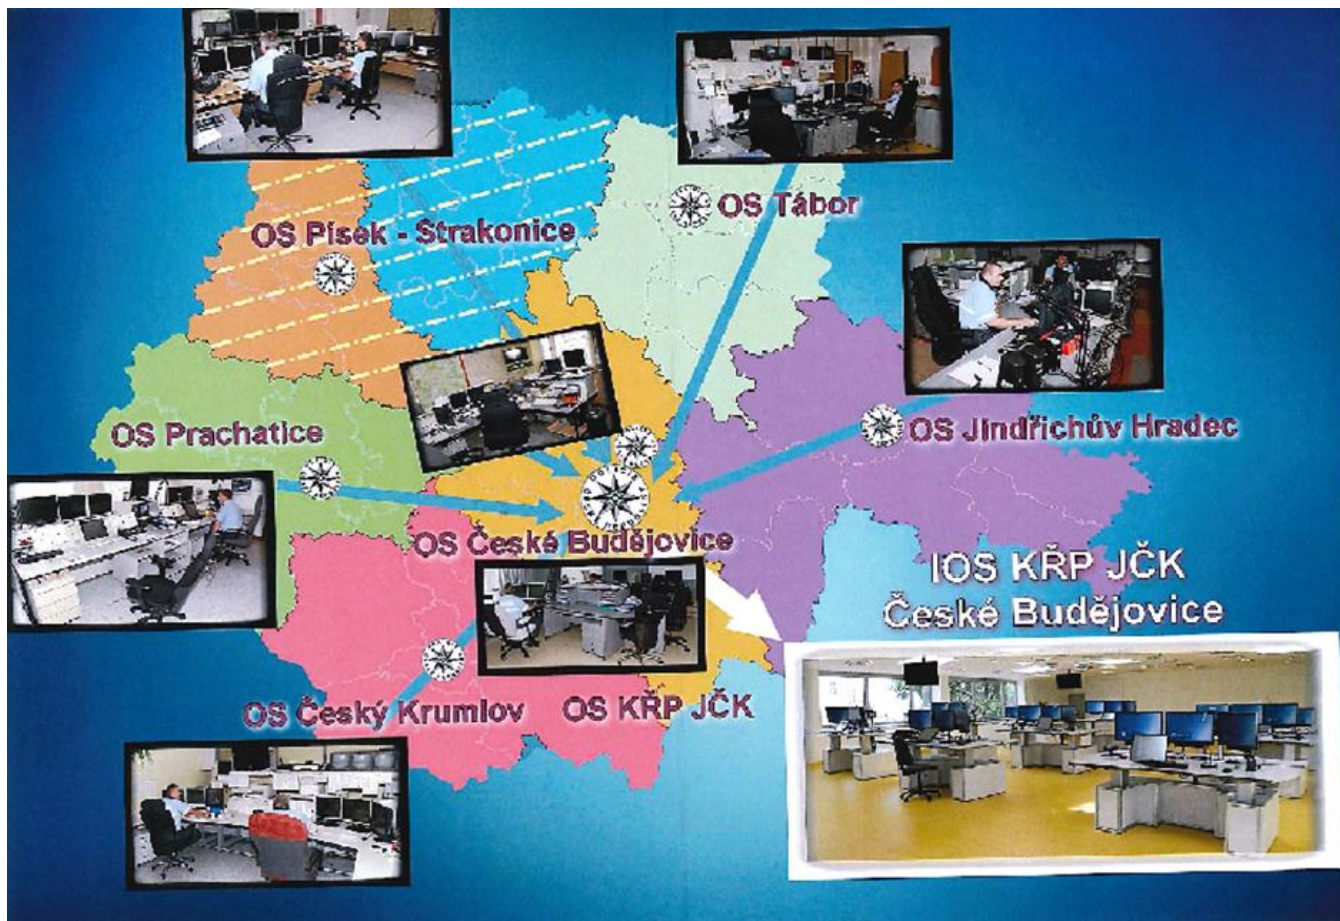 OS Tábor
OS Písek - Strakonice
OS Prachatice
OS Jindřichův Hradec
OS České Budějovice
IOS KŘP JČK
České Budějovice
OS Český Krumlov
OS KŘP JČK